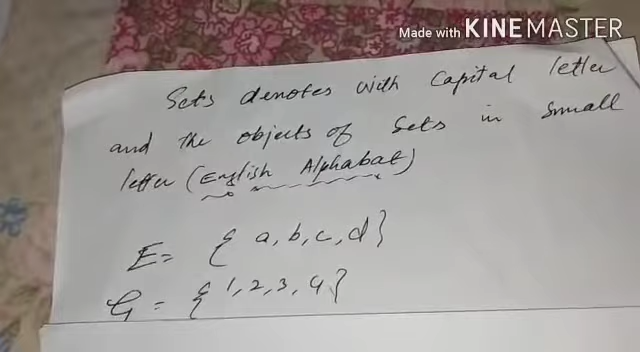 Made with KINEMASTER
Sets denotes with Capital letter
and the objects of Sets in Small
letter (English Alphabat)
E= { a, b, c, d}
G = { 1, 2, 3, 4}